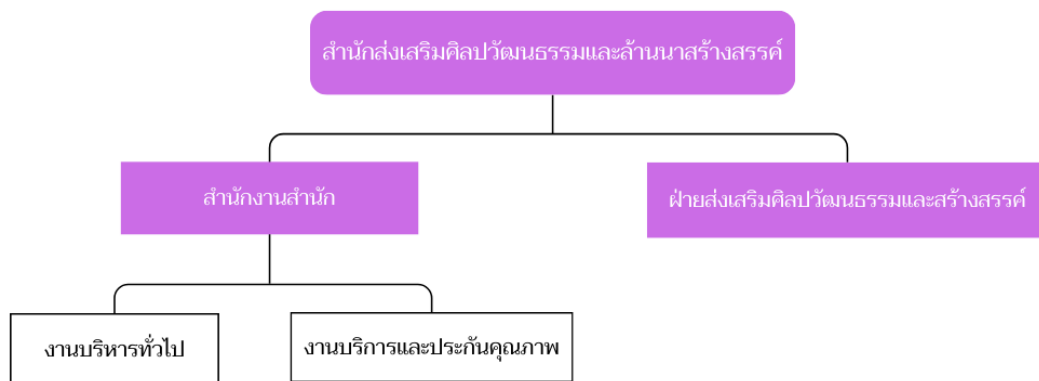 สำนักส่งเสริมศิลปวัฒนธรรมและล้านนาสร้างสรรค์
สำนักงานสำนัก
ฝ่ายส่งเสริมศิลปวัฒนธรรมและสร้างสรรค์
งานบริหารทั่วไป
งานบริการและประกันคุณภาพ